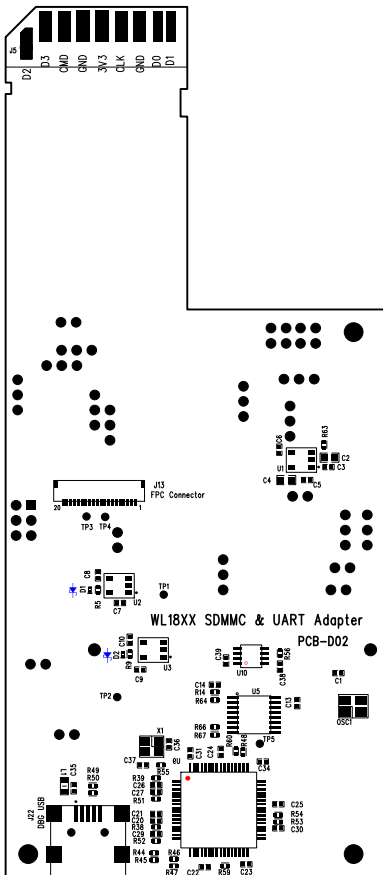 J5
D2
D3
CMD
GND
3V3
CLK
GND
D0
D1
C6
R63
C2
U1
C3
C4
C5
J13
FPC Connector
20
1
TP3
TP4
C8
D1
R5
U2
C7
TP1
WL18XX SDMMC & UART Adapter
PCB-D02
C10
D2
R9
U3
C9
C39
U10
R56
C38
C1
C14
R14
R64
U5
C13
TP2
OSC1
R66
R67
X1
C36
R60
R48
TP5
C31
C24
C37
R55
C34
U9
L1
C35
R49
R50
R39
C26
C27
R51
J22
DBG USB
C21
C20
R38
C29
R52
C25
R54
R53
C30
R44
R45
R46
R47
C22
R59
C23